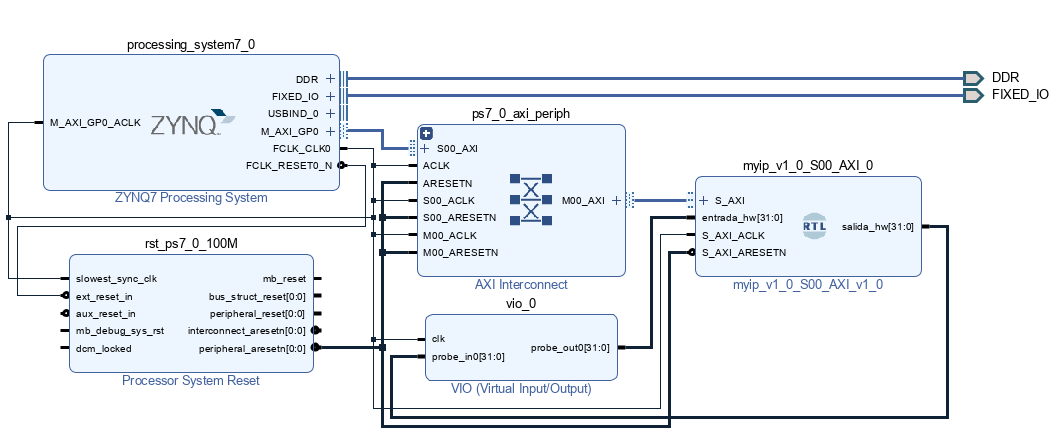 processing_system7_0
DDR
FIXED_IO
USBIND_0
M_AXI_GP0_ACLK
ZYNQ
M_AXI_GP0
FCLK_CLK0
FCLK_RESET0_N
ZYNQ7 Processing System
DDR
FIXED_IO
ps7_0_axi_periph
S00_AXI
ACLK
ARESETN
S00_ACLK
S00_ARESETN
M00_ACLK
M00_ARESETN
M00_AXI
AXI Interconnect
myip_v1_0_S00_AXI_0
S_AXI
entrada_hw[31:0]
S_AXI_ACLK
S_AXI_ARESETN
RTL
salida_hw[31:0]
myip_v1_0_S00_AXI_v1_0
rst_ps7_0_100M
slowest_sync_clk
ext_reset_in
aux_reset_in
mb_debug_sys_rst
dcm_locked
mb_reset
bus_struct_reset[0:0]
peripheral_reset[0:0]
interconnect_aresetn[0:0]
peripheral_aresetn[0:0]
Processor System Reset
vio_0
clk
probe_in0[31:0]
probe_out0[31:0]
VIO (Virtual Input/Output)